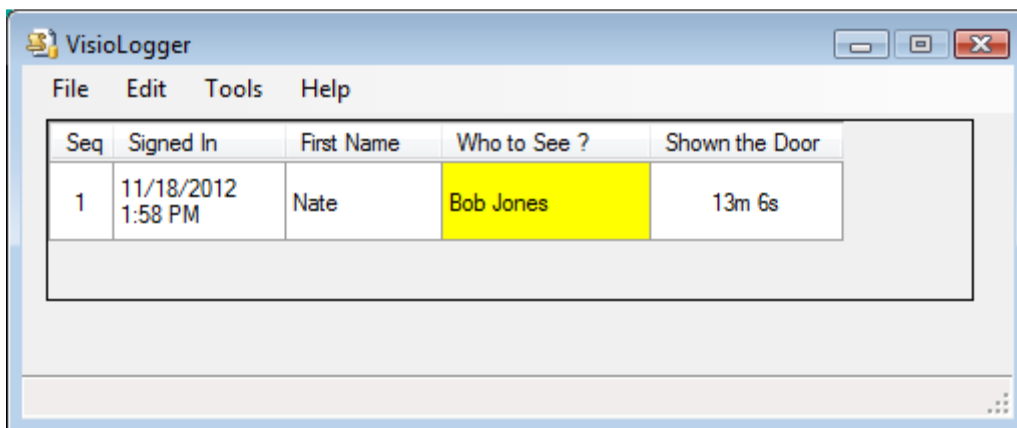 VisioLogger
File Edit Tools Help
Seq Signed In First Name Who to See ? Shown the Door
1 11/18/2012 1:58 PM Nate Bob Jones 13m 6s